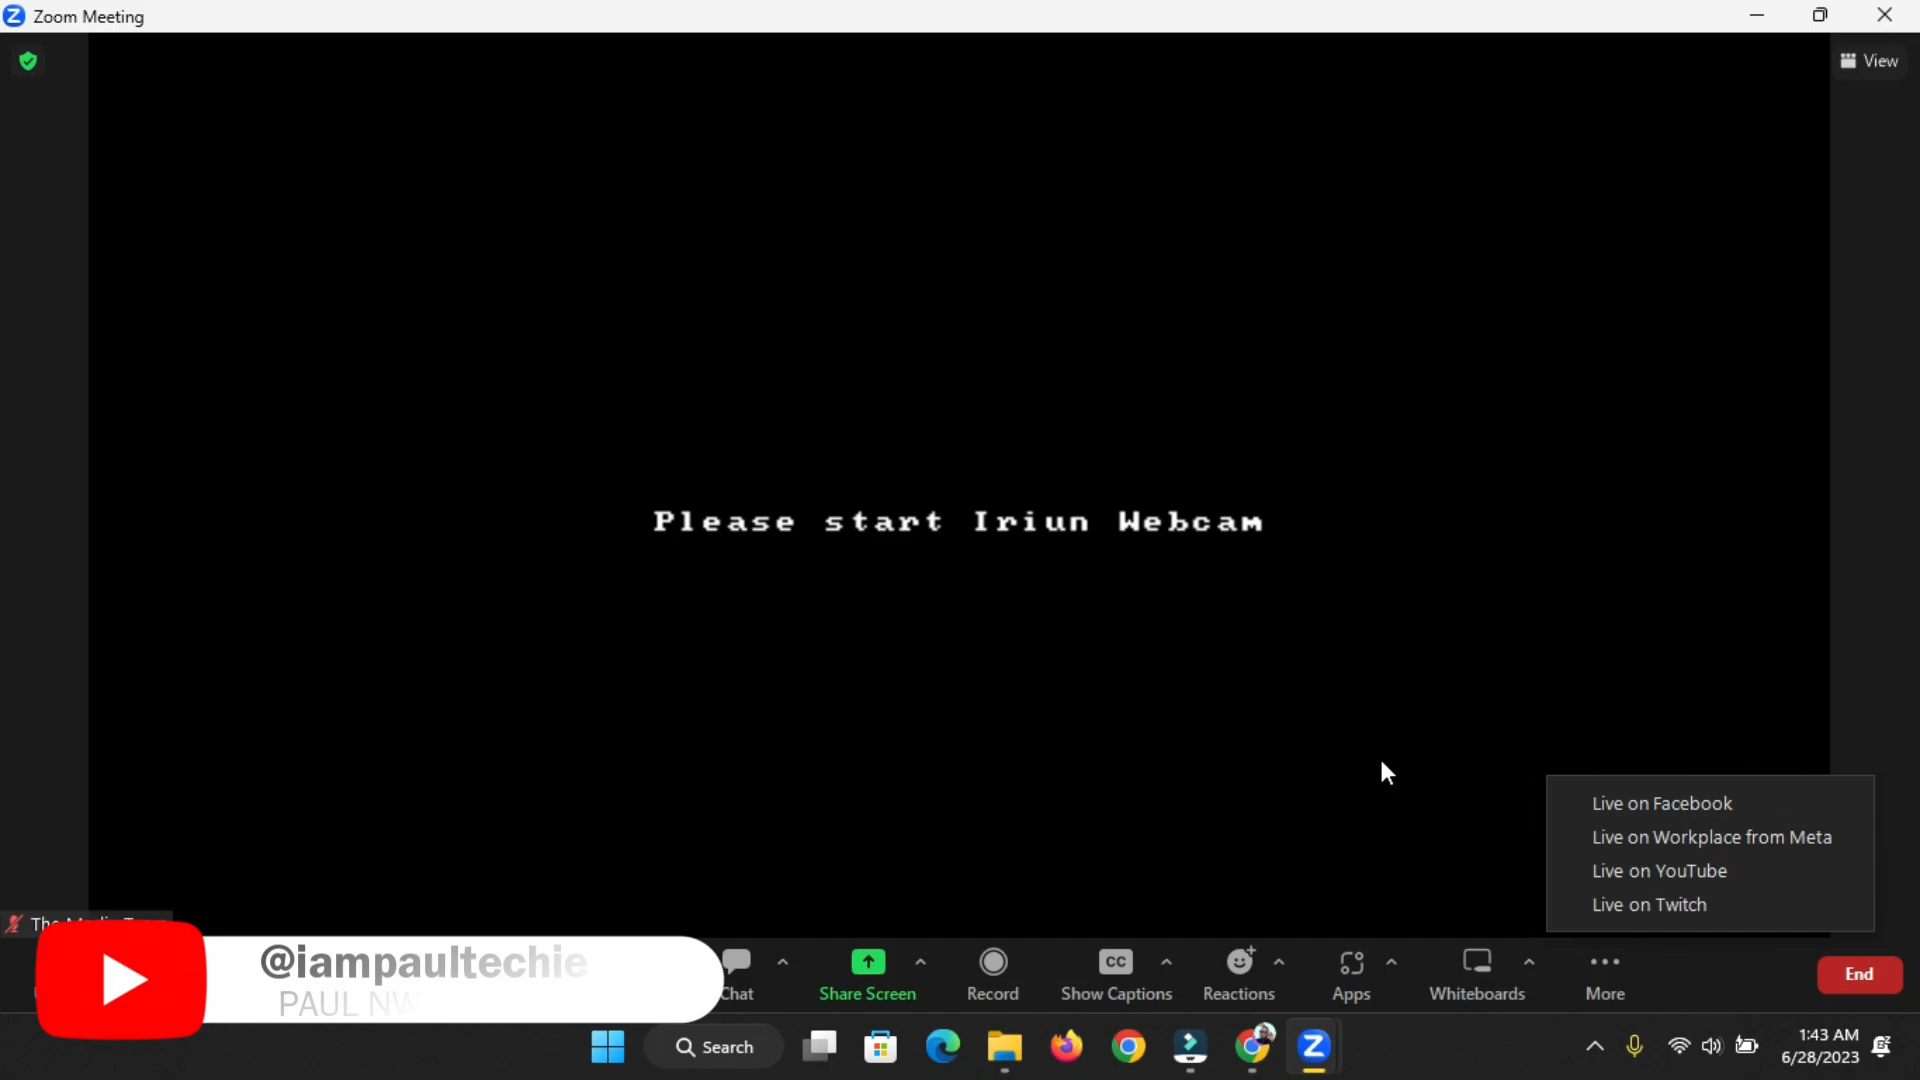 Zoom Meeting
View
Please start Iriun Webcam
Live on Facebook
Live on Workplace from Meta
Live on YouTube
Live on Twitch
@iampaultechie
PAUL
Chat
Share Screen
CC
Record
Show Captions
Reactions
Apps
Whiteboards
More
End
Search
1:43 AM
6/28/2023